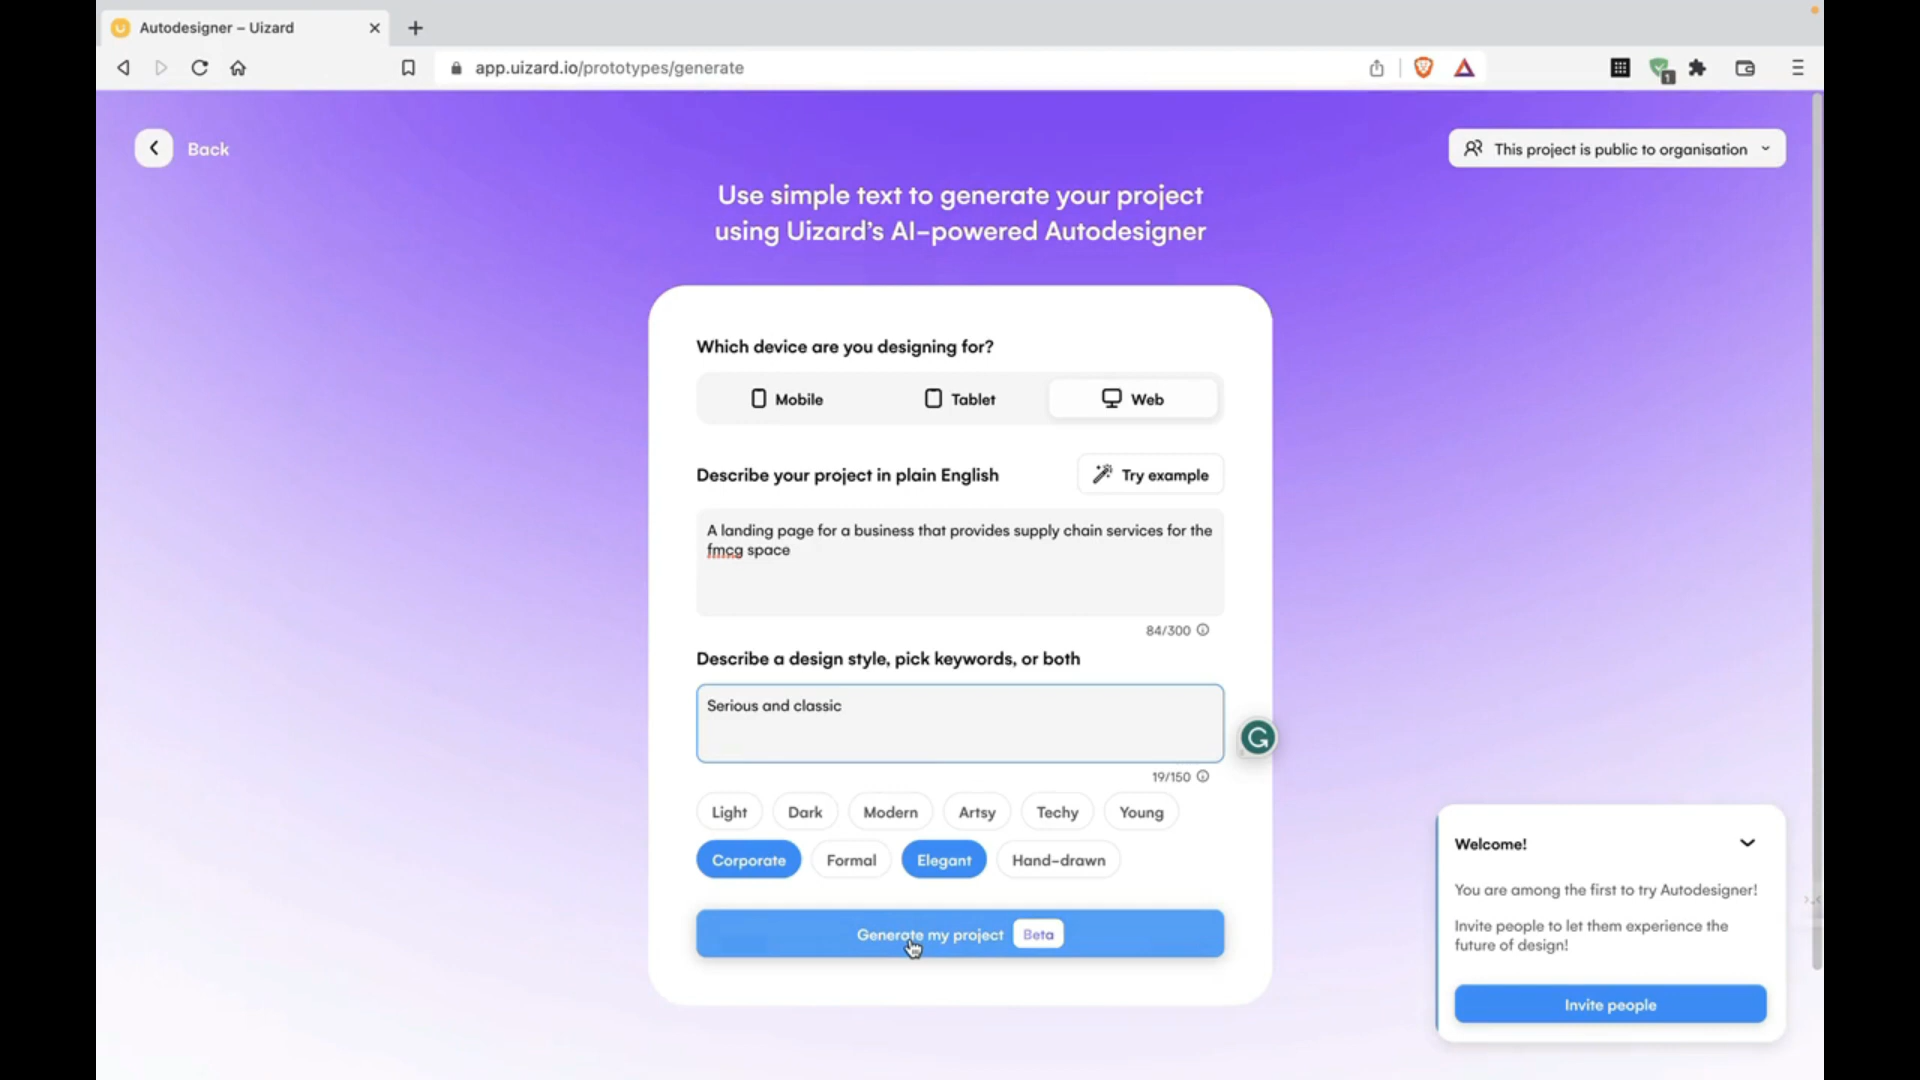 Autodesigner – Uizard
app.uizard.io/prototypes/generate
1
Back
This project is public to organisation
Use simple text to generate your project
using Uizard's AI-powered Autodesigner
Which device are you designing for?
Mobile
Tablet
Web
Describe your project in plain English
Try example
A landing page for a business that provides supply chain services for the
fmcg space
84/300
Describe a design style, pick keywords, or both
Serious and classic
19/150
Light
Dark
Modern
Artsy
Techy
Young
Corporate
Formal
Elegant
Hand-drawn
Generate my project
Beta
Welcome!
You are among the first to try Autodesigner!
Invite people to let them experience the
future of design!
Invite people